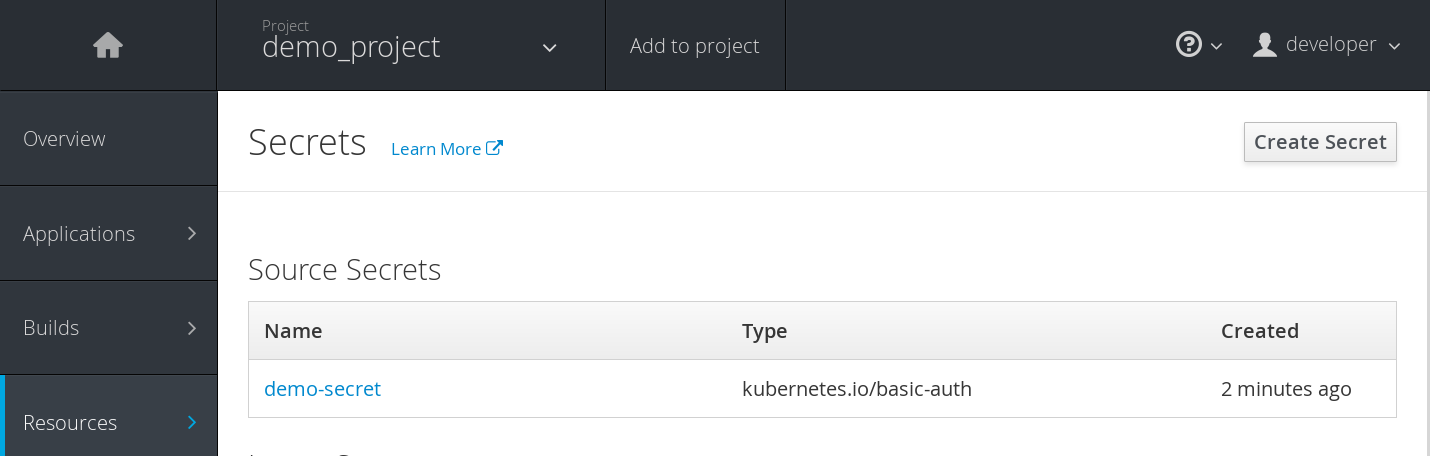 Project
demo_project
Add to project
developer
Overview
Applications
Builds
Resources
Secrets Learn More
Create Secret
Source Secrets
Name Type Created
demo-secret kubernetes.io/basic-auth 2 minutes ago